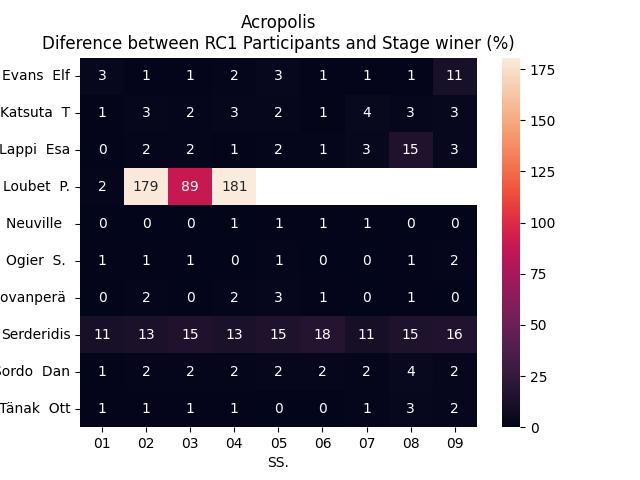 Acropolis
Diference between RC1 Participants and Stage winer (%)
Evans Elf 3 1 1 2 3 1 1 1 11
Katsuta T 1 3 2 3 2 1 4 3 3
Lappi Esa 0 2 2 1 2 1 3 15 3
Loubet P. 2 179 89 181
Neuville 0 0 0 1 1 1 1 0 0
Ogier S. 1 1 1 0 1 0 0 1 2
ovanperä 0 2 0 2 3 1 0 1 0
Serderidis 11 13 15 13 15 18 11 15 16
ordo Dan 1 2 2 2 2 2 2 4 2
Tänak Ott 1 1 1 1 0 0 1 3 2
01 02 03 04 05 06 07 08 09
SS.
175
150
125
100
75
50
25
0